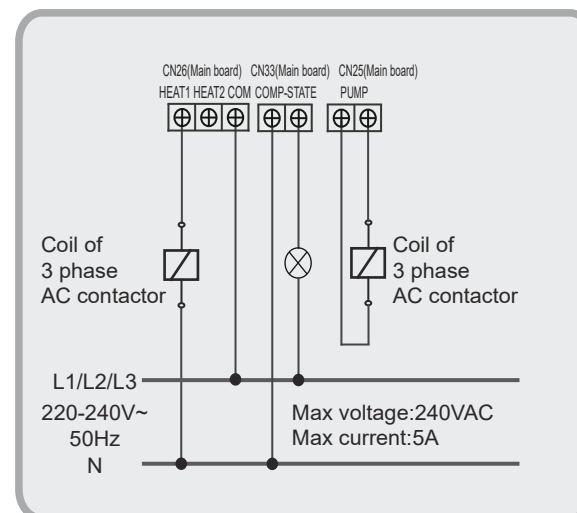 CN26(Main board) CN33(Main board) CN25(Main board)
HEAT1 HEAT2 COM COMP-STATE PUMP
Coil of
3 phase
AC contactor
Coil of
3 phase
AC contactor
L1/L2/L3
220-240V~
50Hz
N
Max voltage:240VAC
Max current:5A